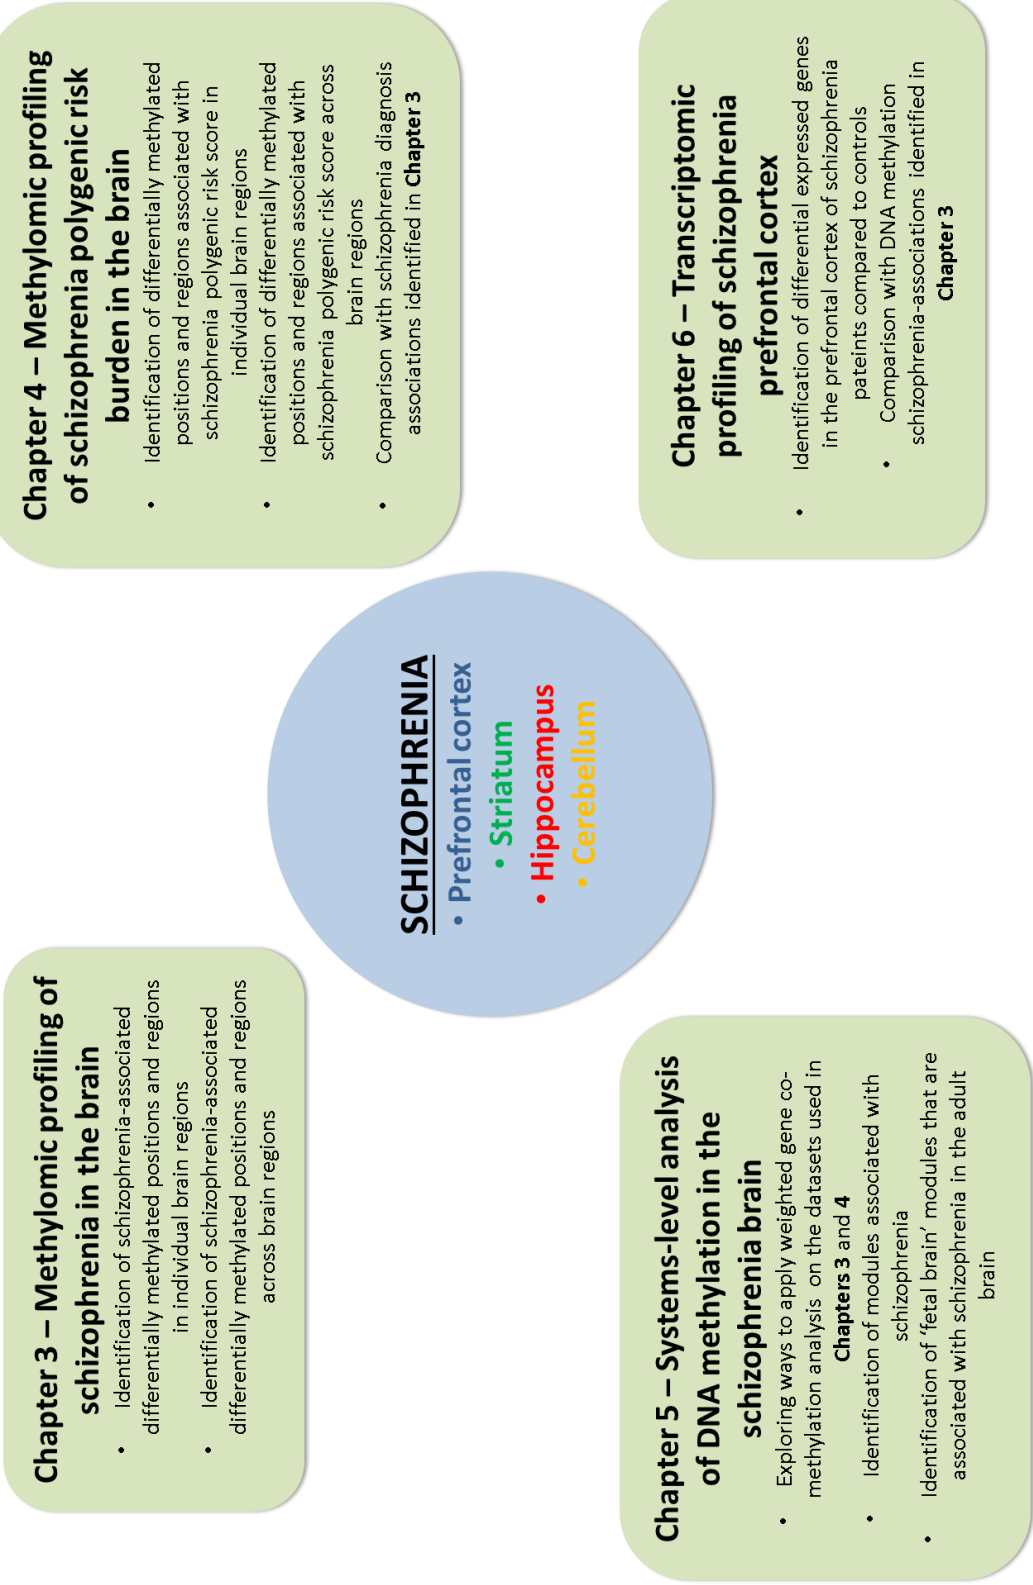 Chapter 3 – Methylomic profiling of
schizophrenia in the brain
• Identification of schizophrenia-associated
differentially methylated positions and regions
in individual brain regions
• Identification of schizophrenia-associated
differentially methylated positions and regions
across brain regions
Chapter 4 – Methylomic profiling
of schizophrenia polygenic risk
burden in the brain
• Identification of differentially methylated
positions and regions associated with
schizophrenia polygenic risk score in
individual brain regions
• Identification of differentially methylated
positions and regions associated with
schizophrenia polygenic risk score across
brain regions
• Comparison with schizophrenia diagnosis
associations identified in Chapter 3
SCHIZOPHRENIA
• Prefrontal cortex
• Striatum
• Hippocampus
• Cerebellum
Chapter 5 – Systems-level analysis
of DNA methylation in the
schizophrenia brain
• Exploring ways to apply weighted gene co-
methylation analysis on the datasets used in
Chapters 3 and 4
• Identification of modules associated with
schizophrenia
• Identification of ‘fetal brain’ modules that are
associated with schizophrenia in the adult
brain
Chapter 6 – Transcriptomic
profiling of schizophrenia
prefrontal cortex
• Identification of differential expressed genes
in the prefrontal cortex of schizophrenia
pateints compared to controls
• Comparison with DNA methylation
schizophrenia-associations identified in
Chapter 3